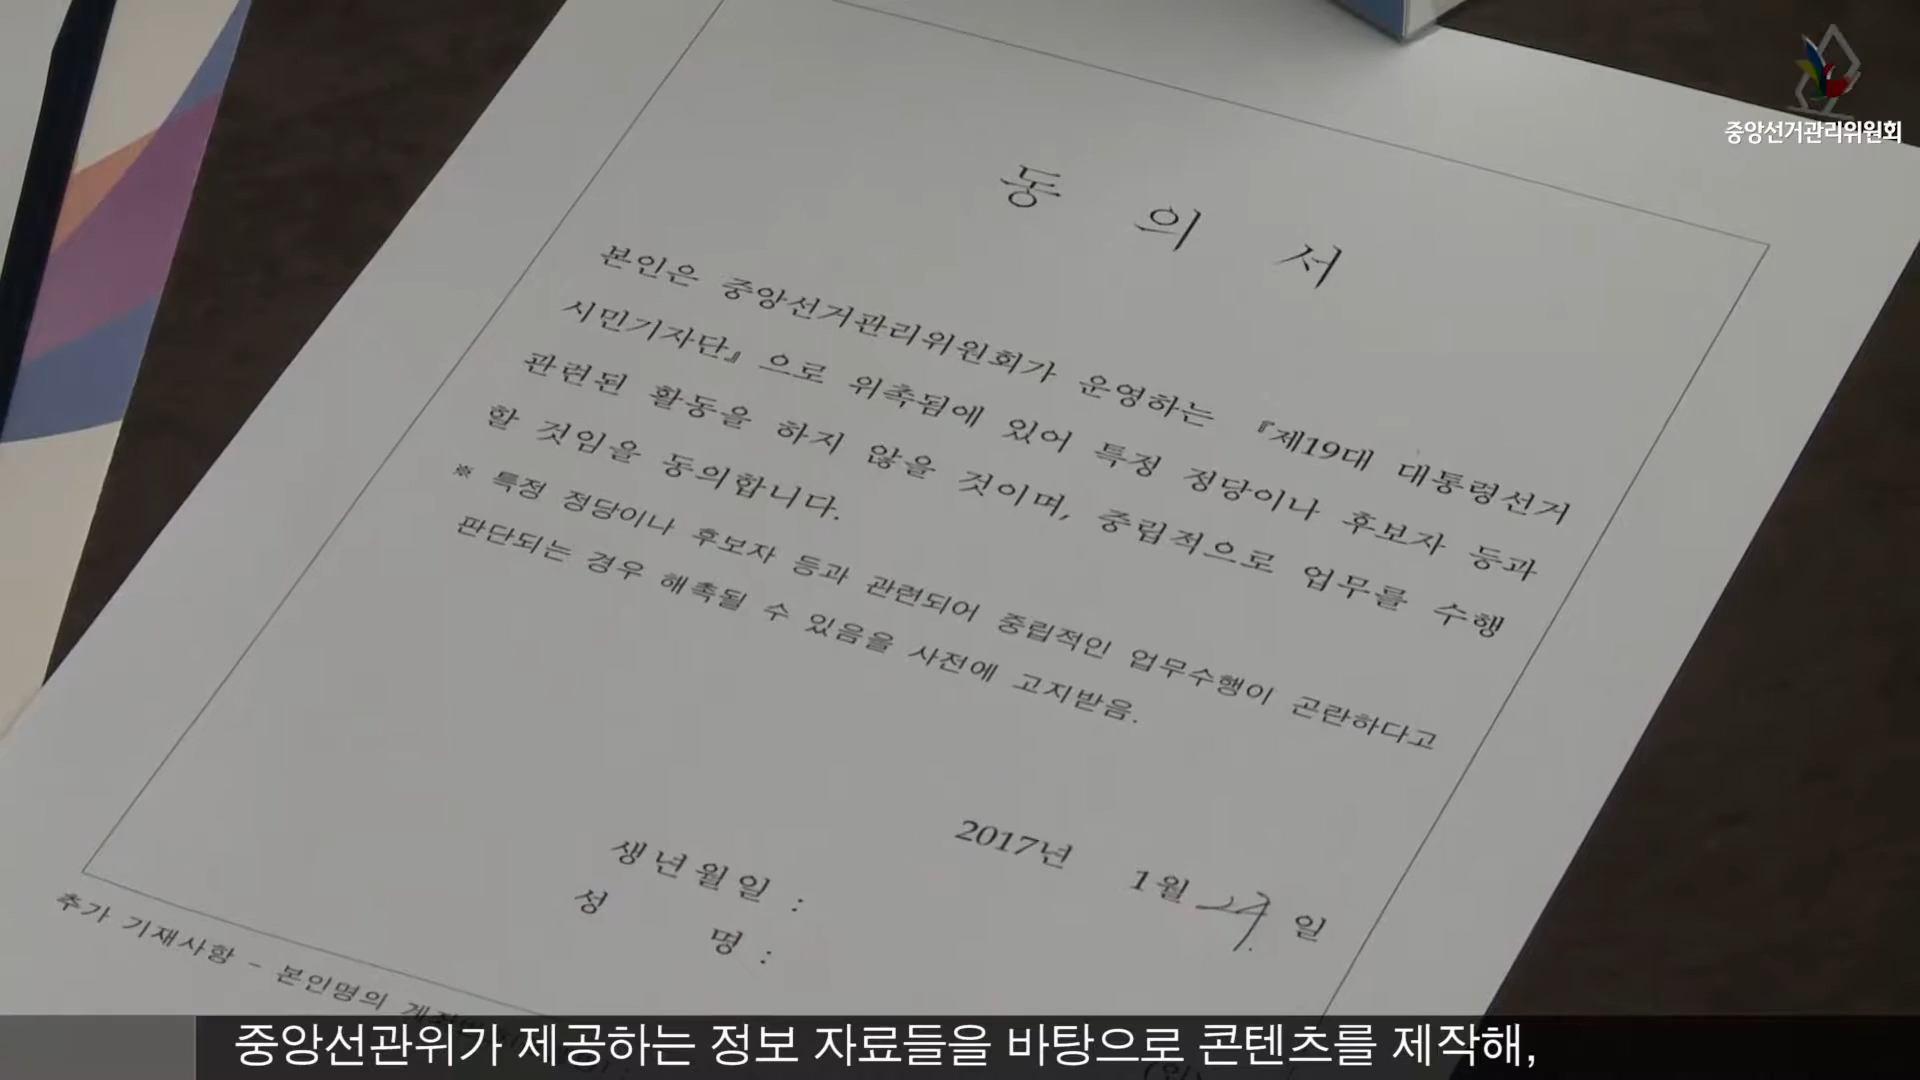 중앙선거관리위원회
동 의 서
본인은 중앙선거관리위원회가 운영하는 『제19대 대통령선거
시민기자단』으로 위촉됨에 있어 특정 정당이나 후보자 등과
관련된 활동을 하지 않을 것이며, 중립적으로 업무를 수행
할 것임을 동의합니다.
※ 특정 정당이나 후보자 등과 관련되어 중립적인 업무수행이 곤란하다고
판단되는 경우 해촉될 수 있음을 사전에 고지받음.
2017년 1월 일
생년월일 :
성 명 :
추가 기재사항 - 본인명의
중앙선관위가 제공하는 정보 자료들을 바탕으로 콘텐츠를 제작해,